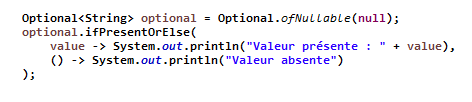 Optional<String> optional = Optional.ofNullable(null);
optional.ifPresentOrElse(
    value -> System.out.println("Valeur présente : " + value),
    () -> System.out.println("Valeur absente")
);